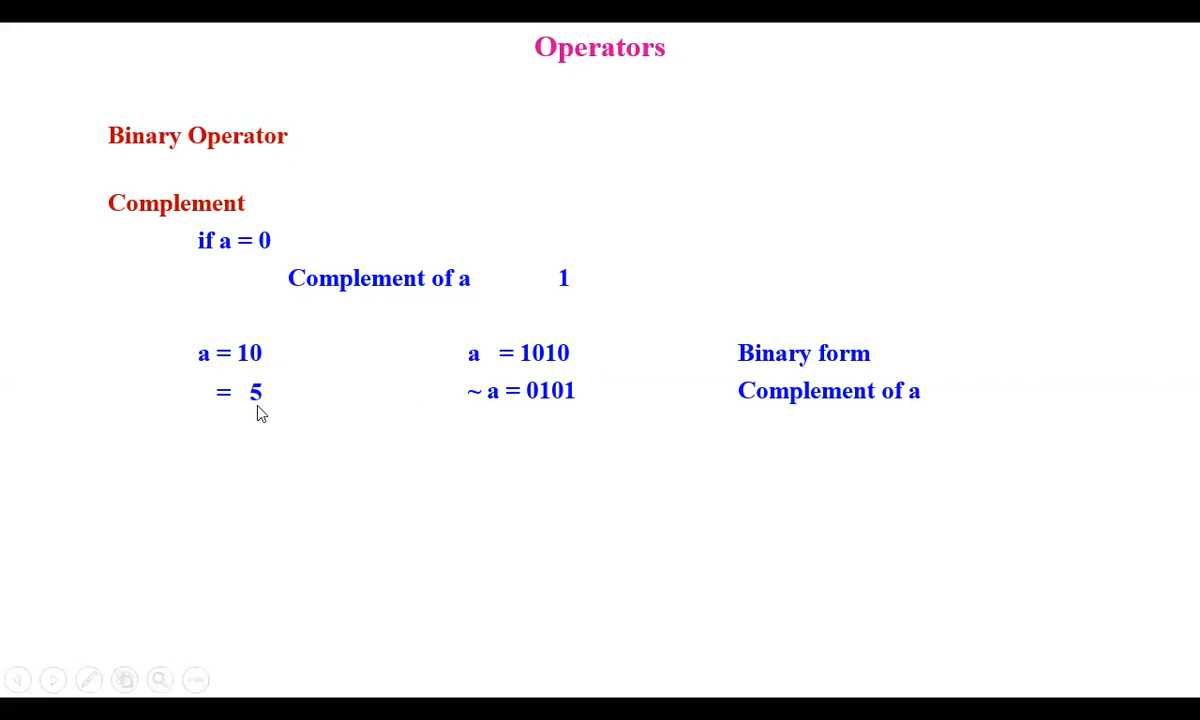 Operators
Binary Operator
Complement
if a = 0
Complement of a 1
a = 10 a = 1010 Binary form
= 5 ~ a = 0101 Complement of a